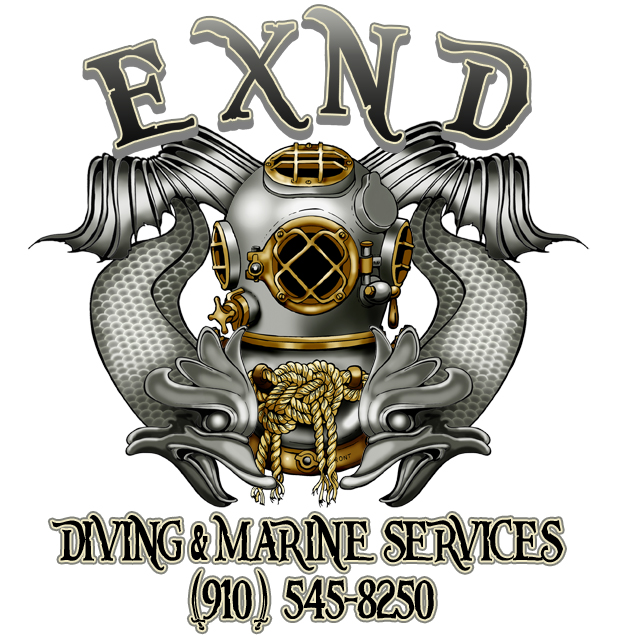 EXND
DIVING & MARINE SERVICES
(910) 545-8250